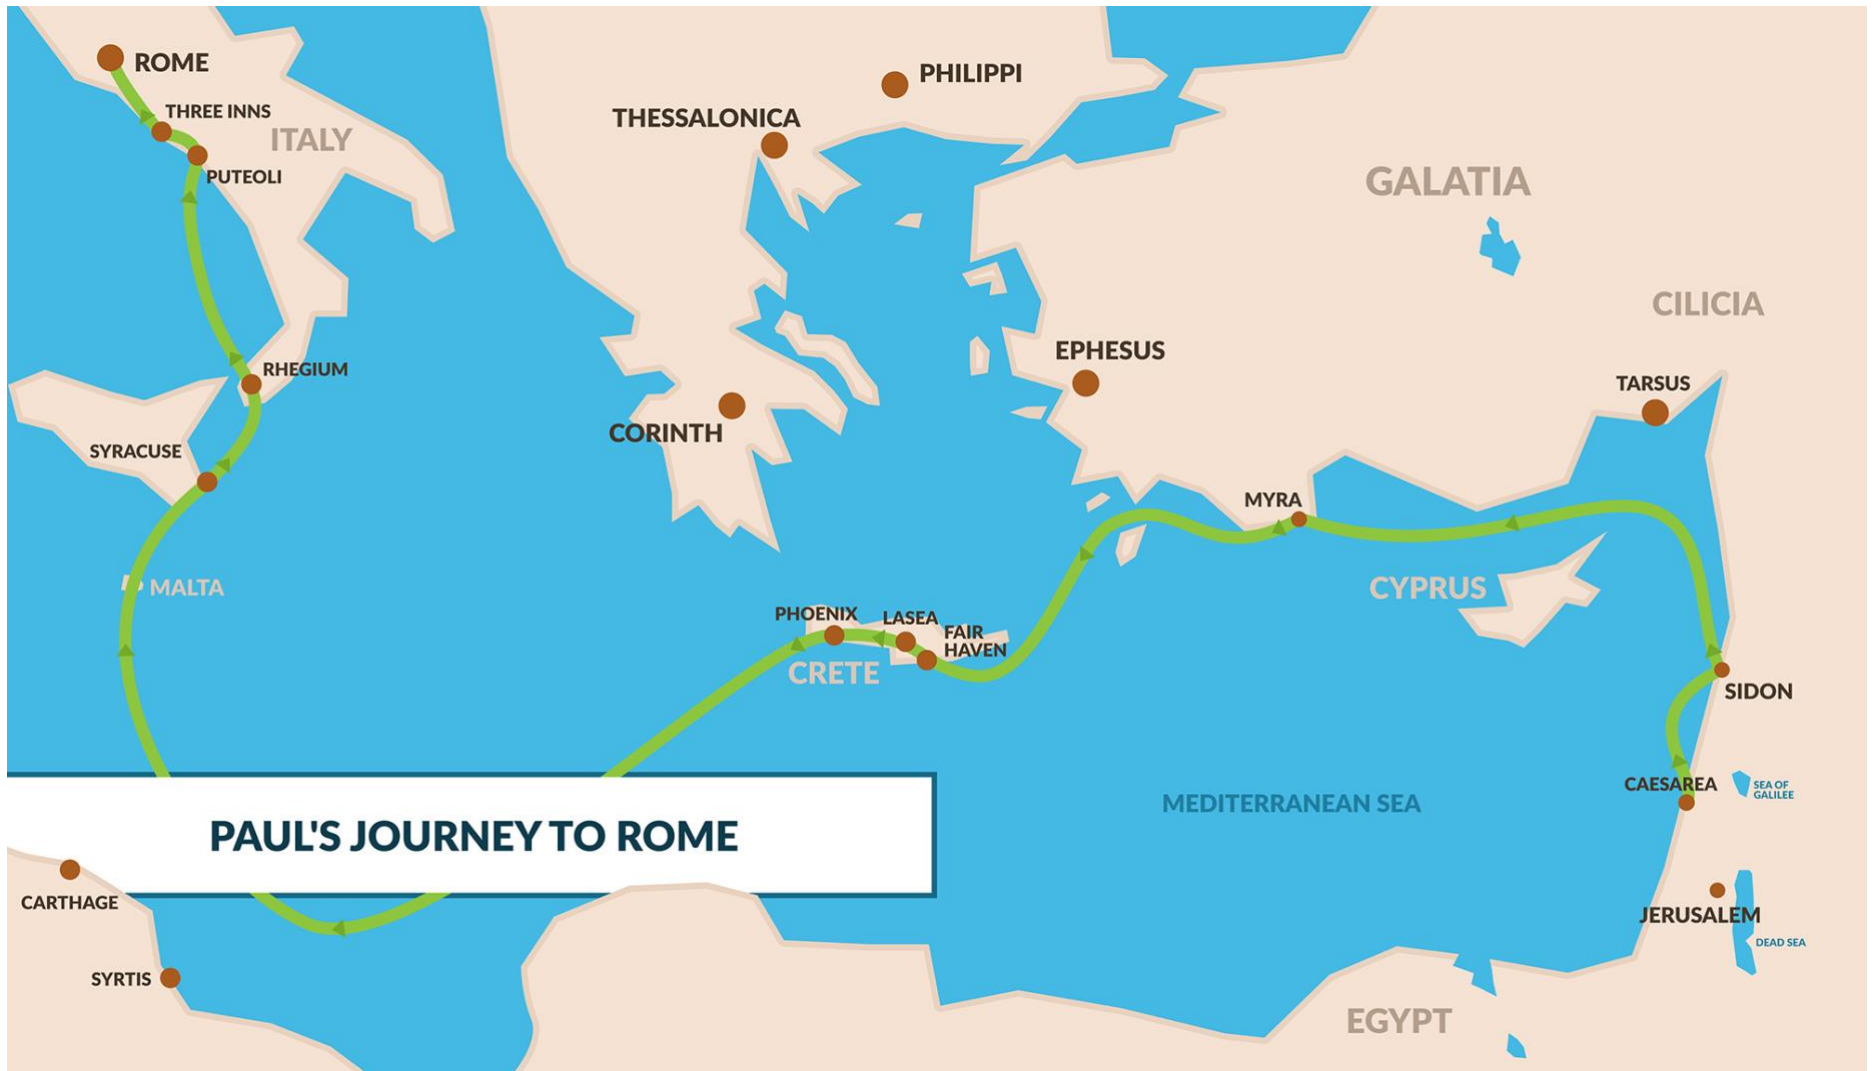 ROME
PHILIPPI
THREE INNS
THESSALONICA
ITALY
PUTEOLI
GALATIA
CILICIA
EPHESUS
RHEGIUM
TARSUS
CORINTH
SYRACUSE
MYRA
MALTA
CYPRUS
PHOENIX
LASEA
FAIR
HAVEN
CRETE
SIDON
CAESAREA
SEA OF
GALILEE
MEDITERRANEAN SEA
PAUL'S JOURNEY TO ROME
CARTHAGE
JERUSALEM
DEAD SEA
SYRTIS
EGYPT